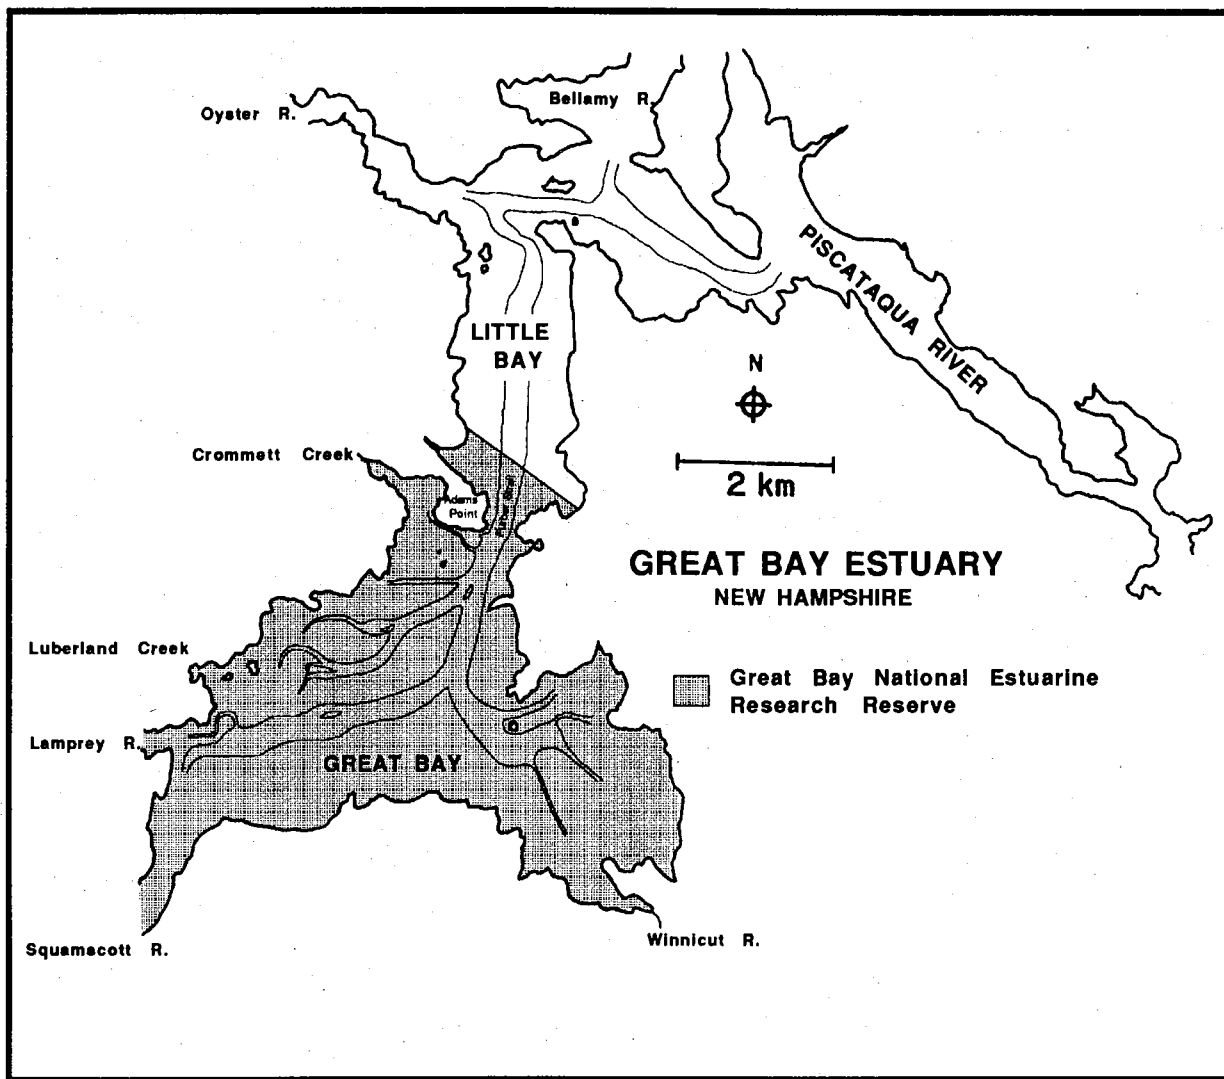 Bellamy R.
Oyster R.
PISCATAQUA RIVER
LITTLE
BAY
N
Crommett Creek
2 km
Adams
Point
GREAT BAY ESTUARY
NEW HAMPSHIRE
Luberland Creek
Great Bay National Estuarine
Research Reserve
Lamprey R.
GREAT BAY
Squamacott R.
Winnicut R.